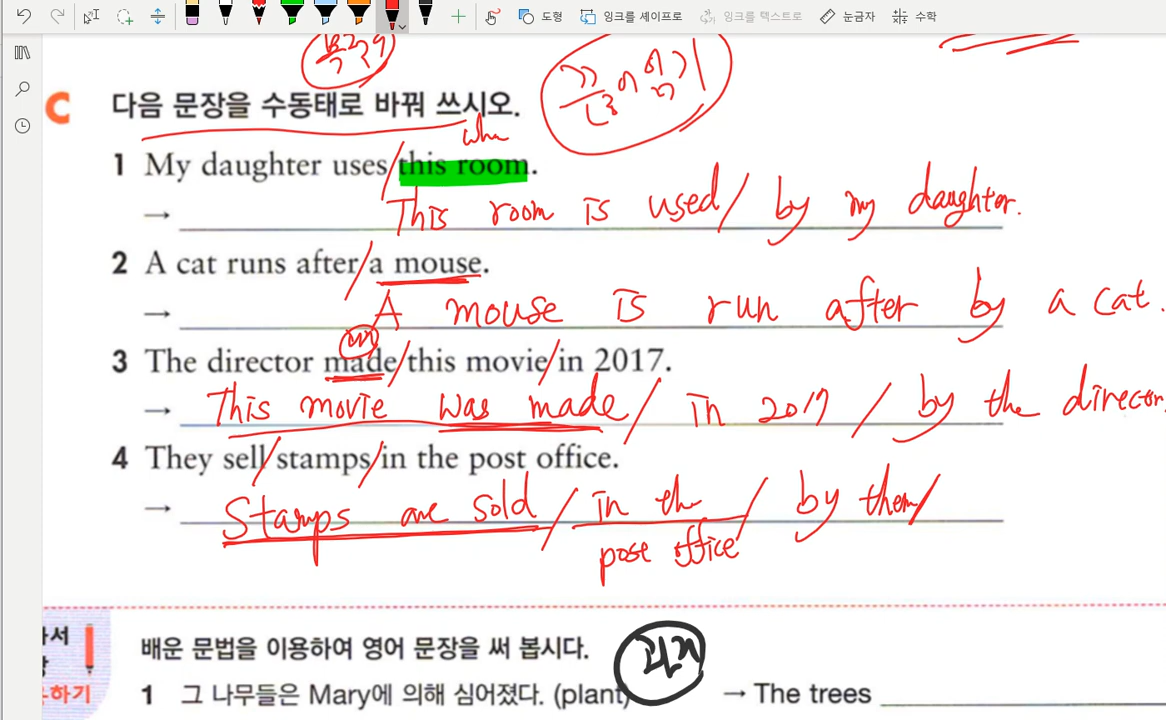 도형 잉크를 셰이프로 잉크를 텍스트로 눈금자 수학
C 다음 문장을 수동태로 바꿔 쓰시오.
1 My daughter uses/this room.
→ This room is used/ by my daughter.
2 A cat runs after/a mouse.
→ A mouse is run after by a cat.
3 The director made/this movie/in 2017.
→ This movie was made/ in 2017 / by the director.
4 They sell/stamps/in the post office.
→ Stamps are sold / in the / by them/
post office
배운 문법을 이용하여 영어 문장을 써 봅시다. 과제
하기
1 그 나무들은 Mary에 의해 심어졌다. (plant) → The trees